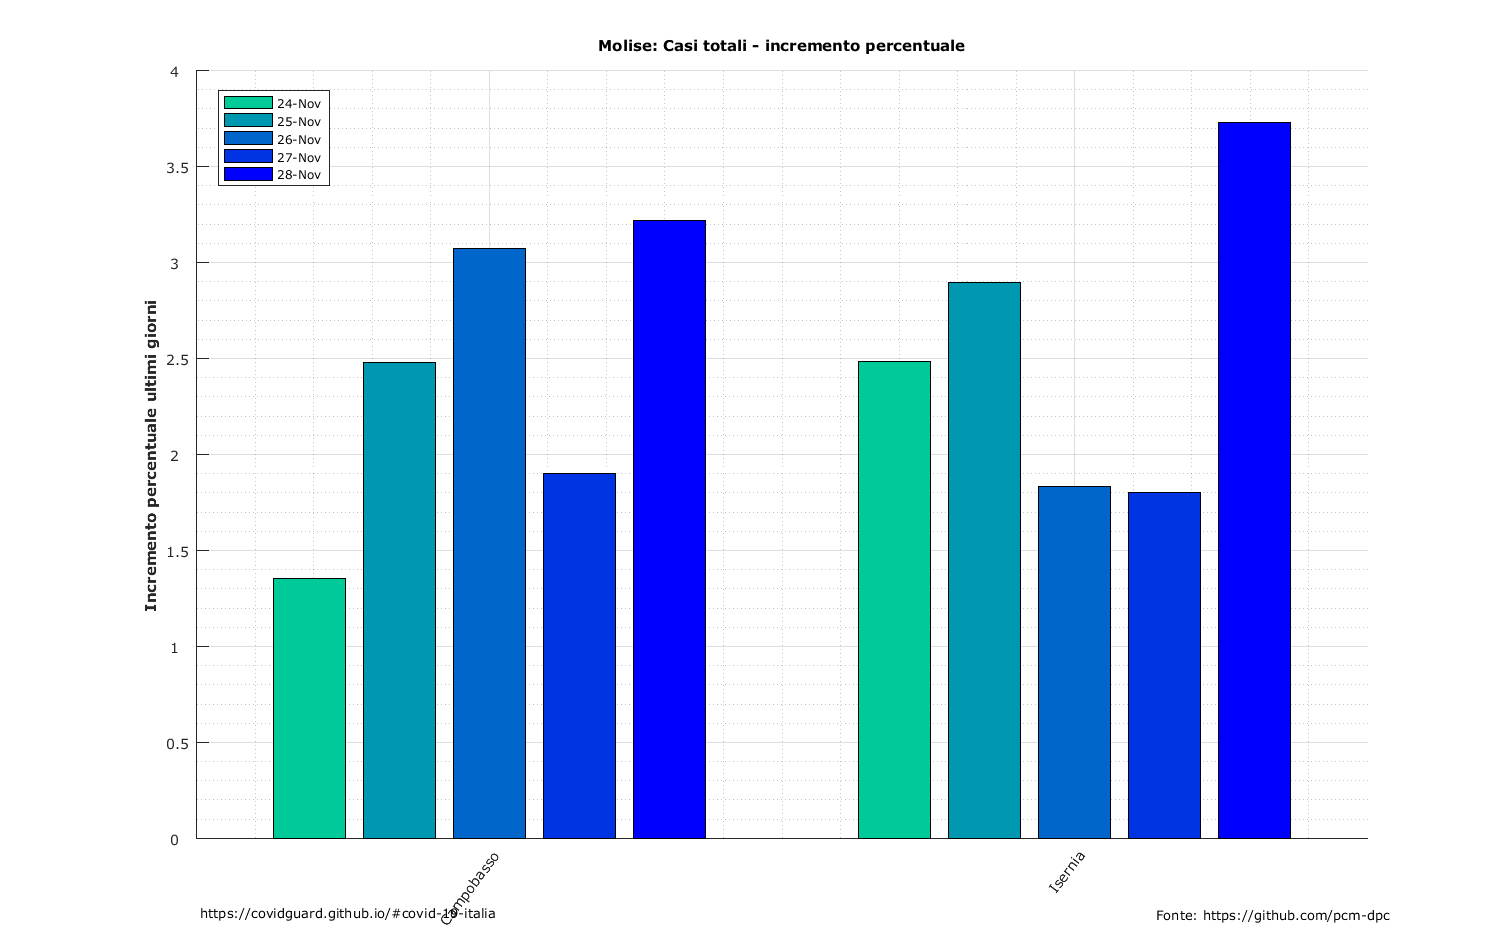 Molise: Casi totali - incremento percentuale
Incremento percentuale ultimi giorni
4
3.5
3
2.5
2
1.5
1
0.5
0
24-Nov
25-Nov
26-Nov
27-Nov
28-Nov
Campobasso
Isernia
https://covidguard.github.io/#covid-19-italia
Fonte: https://github.com/pcm-dpc